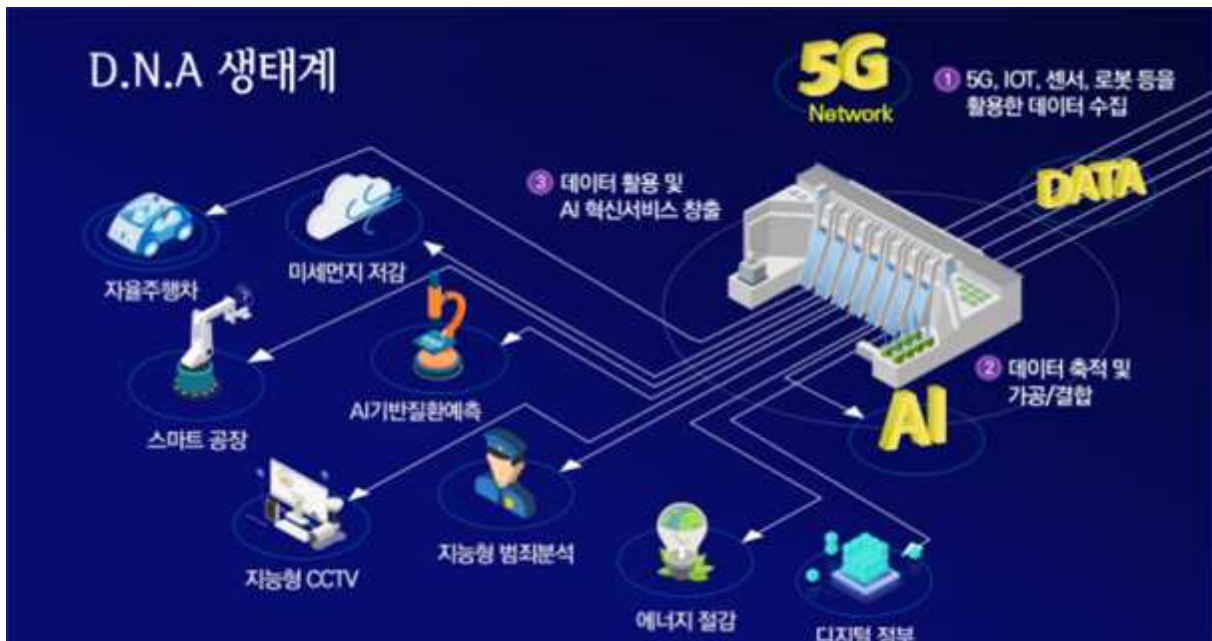 D.N.A 생태계
5G
Network
① 5G, IOT, 센서, 로봇 등을
활용한 데이터 수집
DATA
③ 데이터 활용 및
AI 혁신서비스 창출
자율주행차
미세먼지 저감
② 데이터 축적 및
가공/결합
AI
스마트 공장
AI기반질환예측
지능형 CCTV
지능형 범죄분석
에너지 절감
디지털 정부